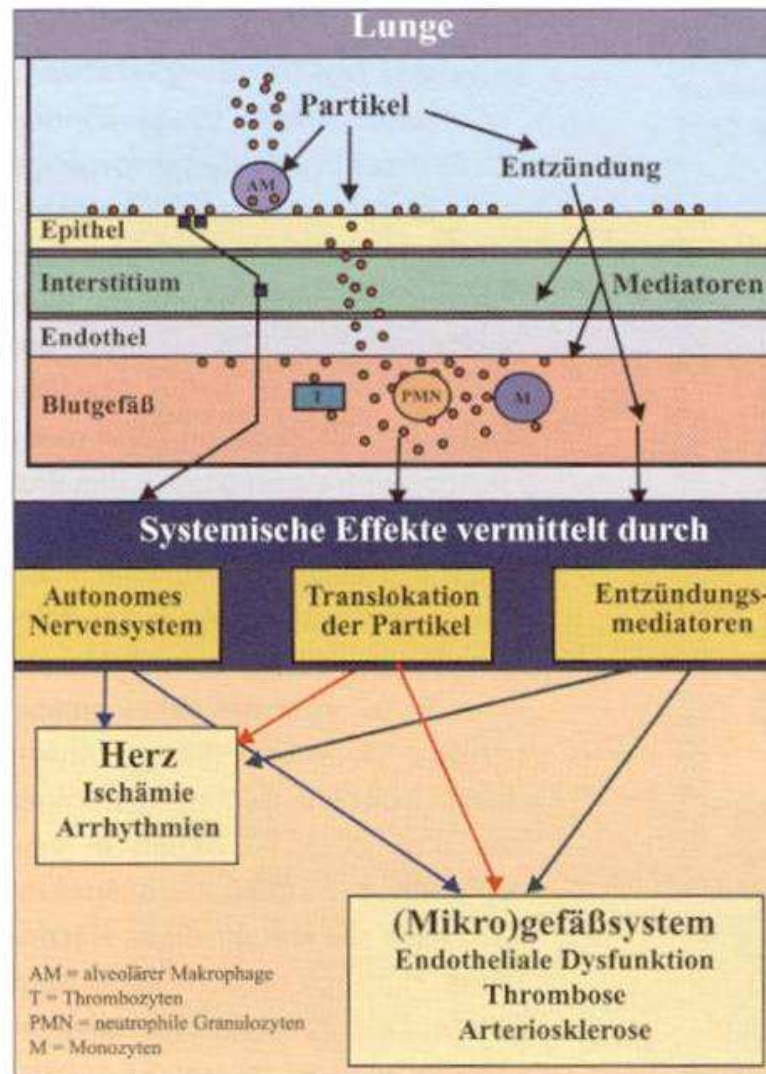 Lunge
Partikel
AM
Entzündung
Epithel
Interstitium
Mediatoren
Endothel
Blutgefäß
T
PMN
M
Systemische Effekte vermittelt durch
Autonomes
Nervensystem
Translokation
der Partikel
Entzündungs-
mediatoren
Herz
Ischämie
Arrhythmien
(Mikro)gefäßsystem
Endotheliale Dysfunktion
Thrombose
Arteriosklerose
AM = alveolärer Makrophage
T = Thrombozyten
PMN = neutrophile Granulozyten
M = Monozyten